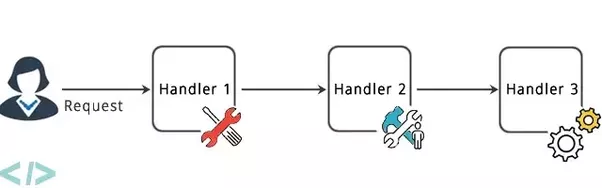 Request
Handler 1
Handler 2
Handler 3
</>